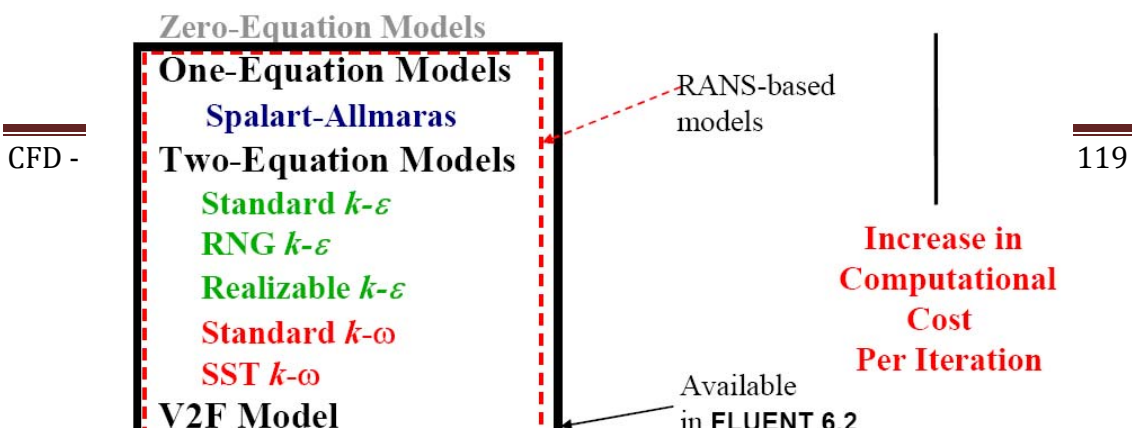 Zero-Equation Models
One-Equation Models
Spalart-Allmaras
Two-Equation Models
Standard k-ε
RNG k-ε
Realizable k-ε
Standard k-ω
SST k-ω
V2F Model
RANS-based
models
Available
in FLUENT 6.2
Increase in
Computational
Cost
Per Iteration
CFD -
119